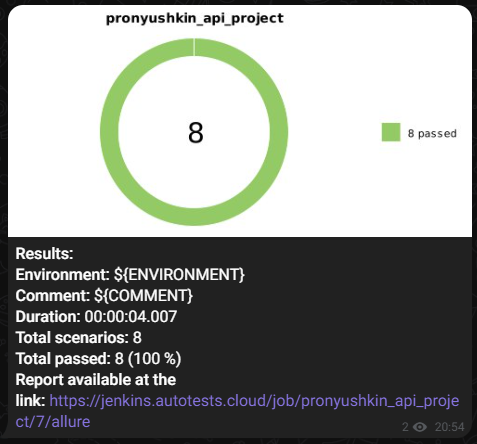 pronyushkin_api_project
8
8 passed
Results:
Environment: ${ENVIRONMENT}
Comment: ${COMMENT}
Duration: 00:00:04.007
Total scenarios: 8
Total passed: 8 (100 %)
Report available at the
link: https://jenkins.autotests.cloud/job/pronyushkin_api_proje
ct/7/allure
2 20:54